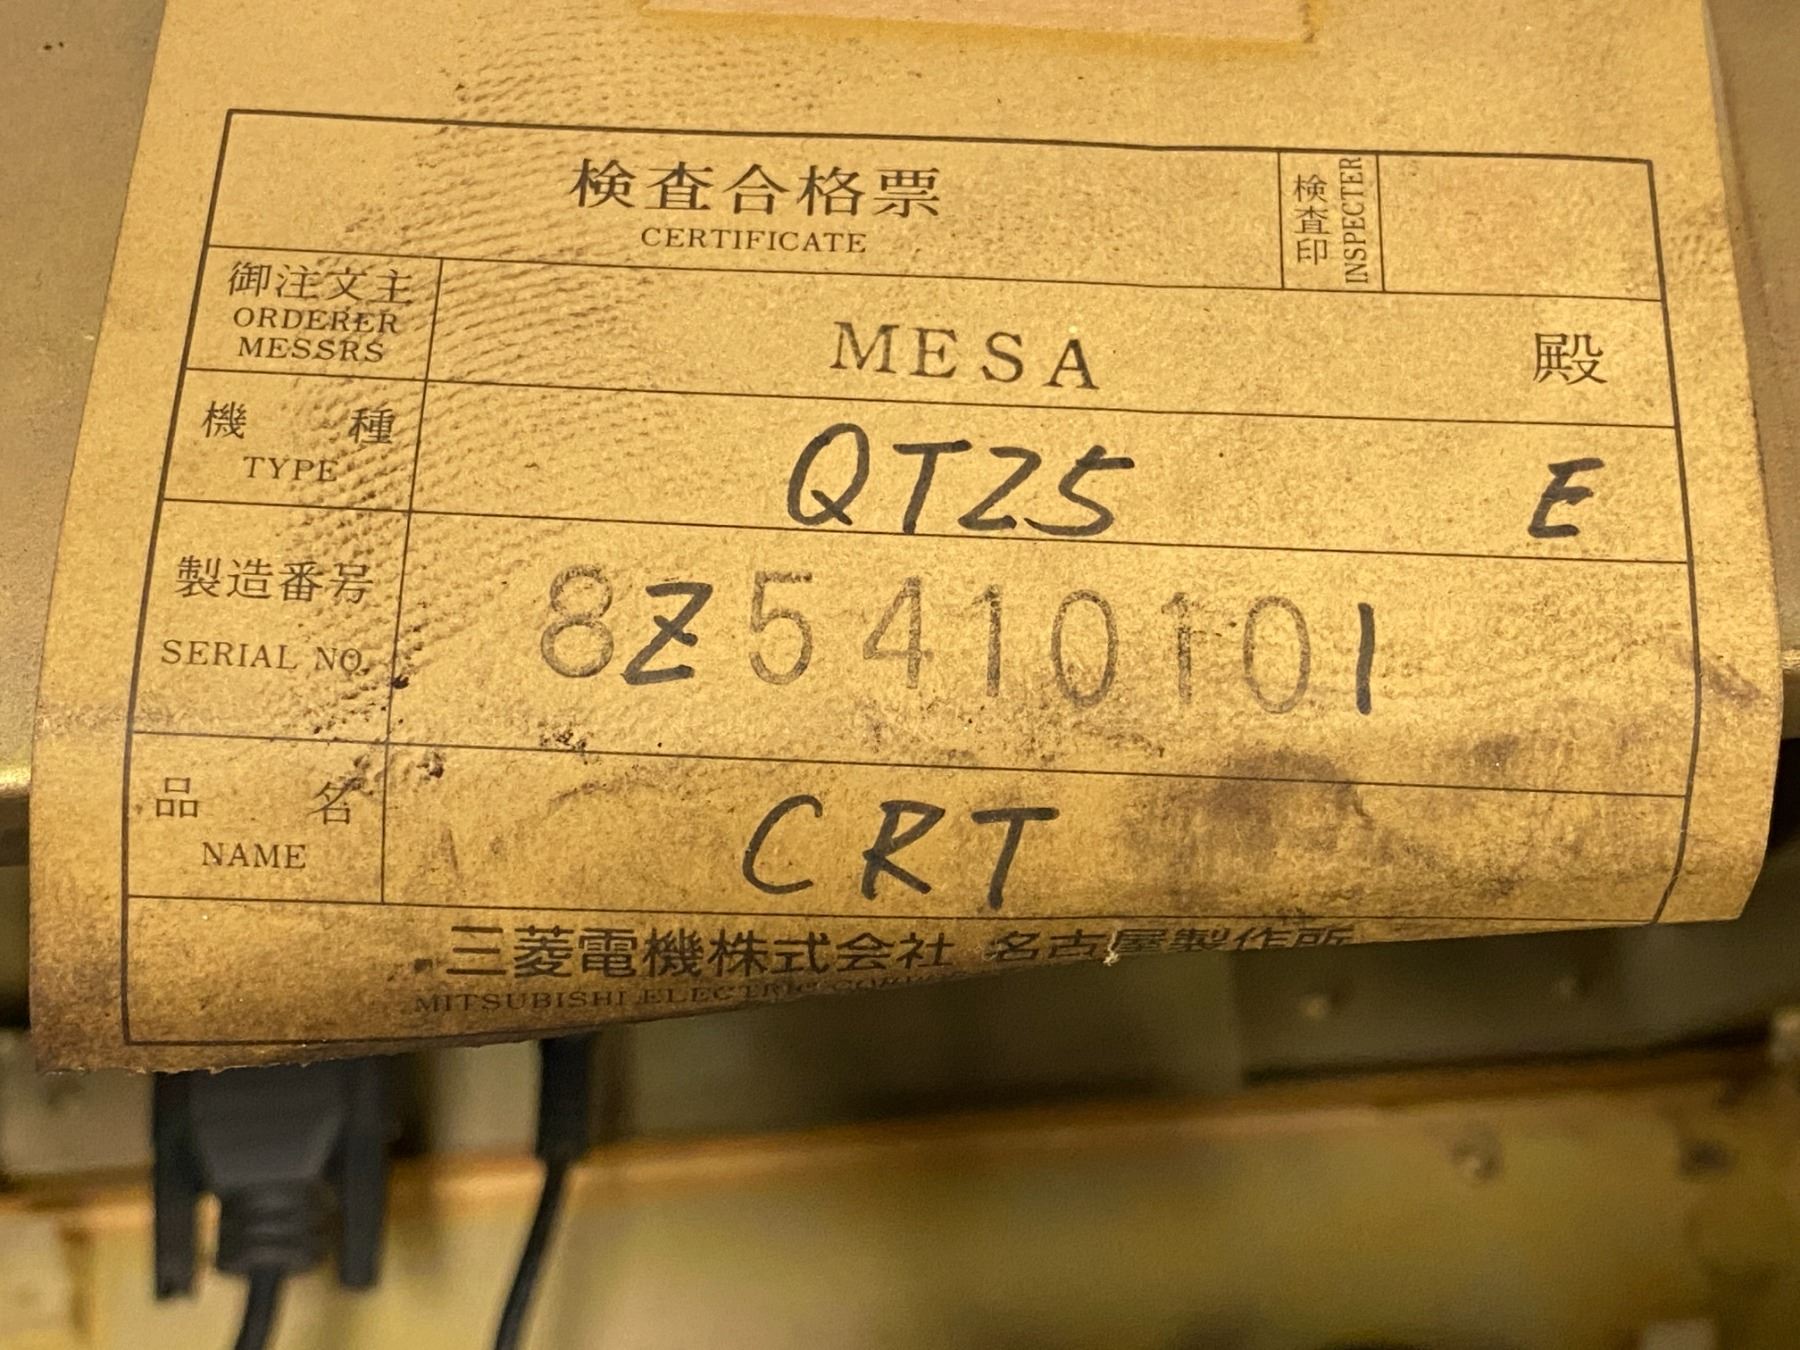 検査合格票
CERTIFICATE
検査印
INSPECTER
御注文主
ORDERER
MESSRS
MESA 殿
機 種
TYPE
QT25 E
製造番号
SERIAL NO.
8Z5410101
品 名
NAME
CRT
三菱電機株式会社 名古屋製作所
MITSUBISHI ELECTRIC